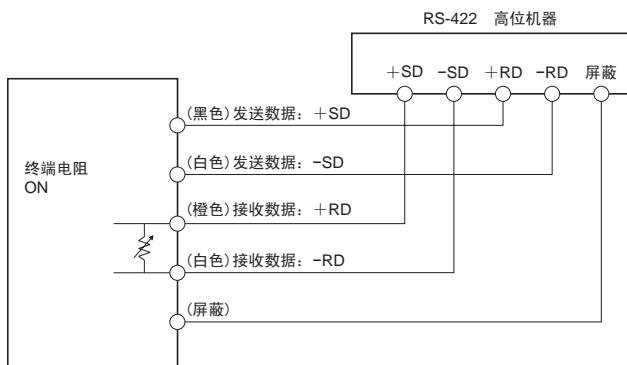 RS-422 高位机器
+SD -SD +RD -RD 屏蔽
(黑色)发送数据：+SD
(白色)发送数据：-SD
终端电阻
ON
(橙色)接收数据：+RD
(白色)接收数据：-RD
(屏蔽)